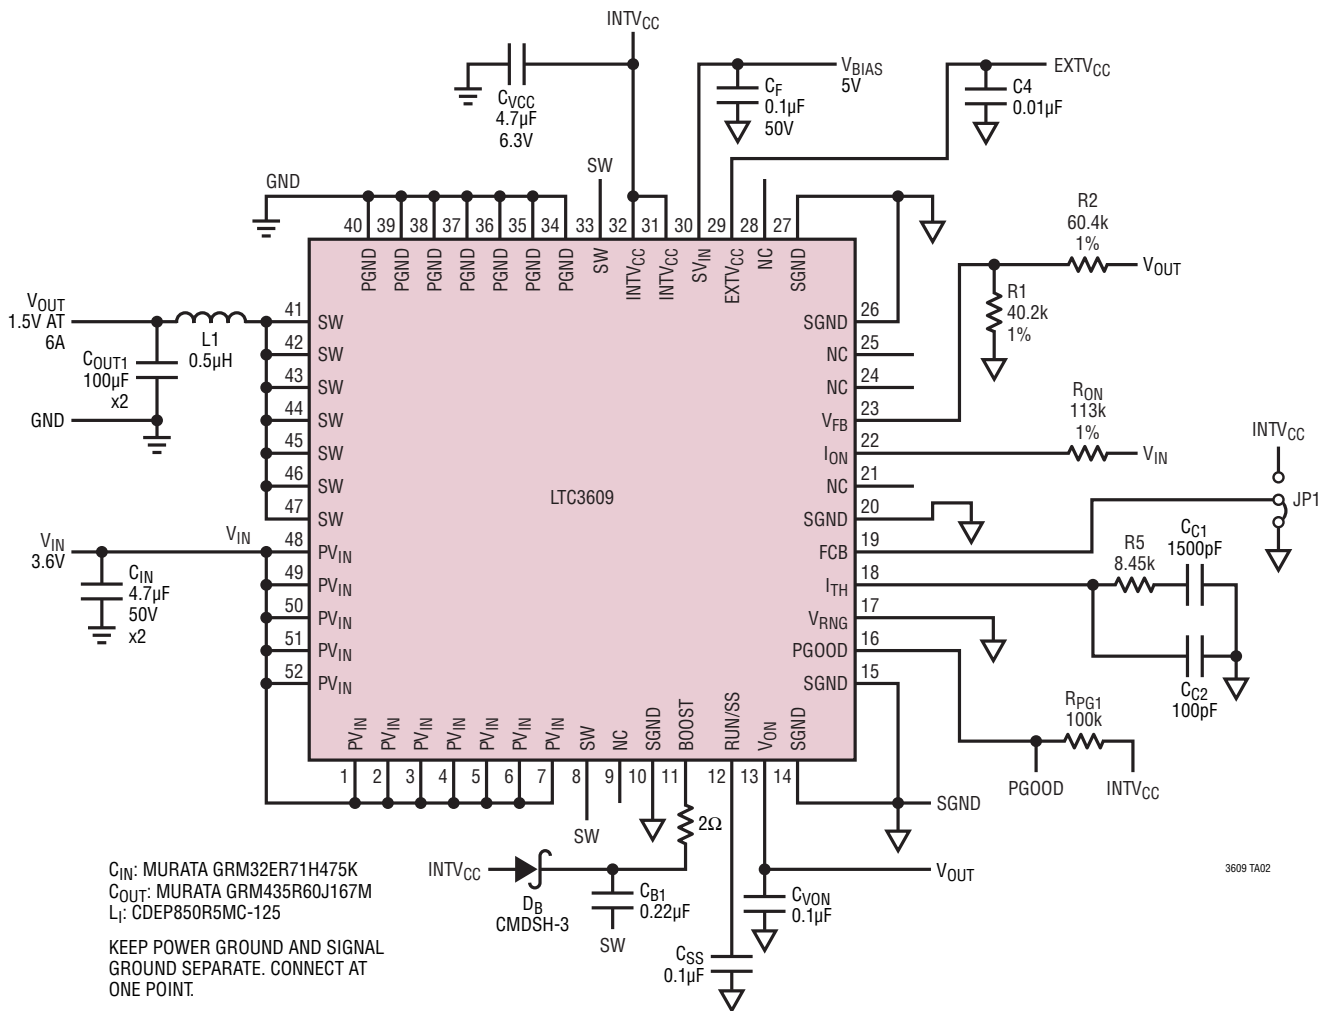 INTVCC
CVCC
4.7µF
6.3V
VBIAS
5V
CF
0.1µF
50V
EXTVCC
C4
0.01µF
GND
SW
40 39 38 37 36 35 34 33 32 31 30 29 28 27
PGND PGND PGND PGND PGND PGND PGND SW INTVCC INTVCC SVIN EXTVCC NC SGND
R2
60.4k
1%
VOUT
R1
40.2k
1%
VOUT
1.5V AT
6A
L1
0.5µH
COUT1
100µF
x2
GND
41 SW
42 SW
43 SW
44 SW
45 SW
46 SW
47 SW
48 PVIN
49 PVIN
50 PVIN
51 PVIN
52 PVIN
VIN
3.6V
VIN
CIN
4.7µF
50V
x2
LTC3609
SGND 26
NC 25
NC 24
VFB 23
ION 22
NC 21
SGND 20
FCB 19
ITH 18
VRNG 17
PGOOD 16
SGND 15
RON
113k
1%
VIN
INTVCC
JP1
R5
8.45k
CC1
1500pF
CC2
100pF
RPG1
100k
PGOOD
INTVCC
PVIN PVIN PVIN PVIN PVIN PVIN PVIN SW NC SGND BOOST RUN/SS VON SGND
1 2 3 4 5 6 7 8 9 10 11 12 13 14
SW
2Ω
SGND
INTVCC
DB
CMDSH-3
CB1
0.22µF
SW
VOUT
CVON
0.1µF
CSS
0.1µF
CIN: MURATA GRM32ER71H475K
COUT: MURATA GRM435R60J167M
LI: CDEP850R5MC-125
KEEP POWER GROUND AND SIGNAL
GROUND SEPARATE. CONNECT AT
ONE POINT.
3609 TA02